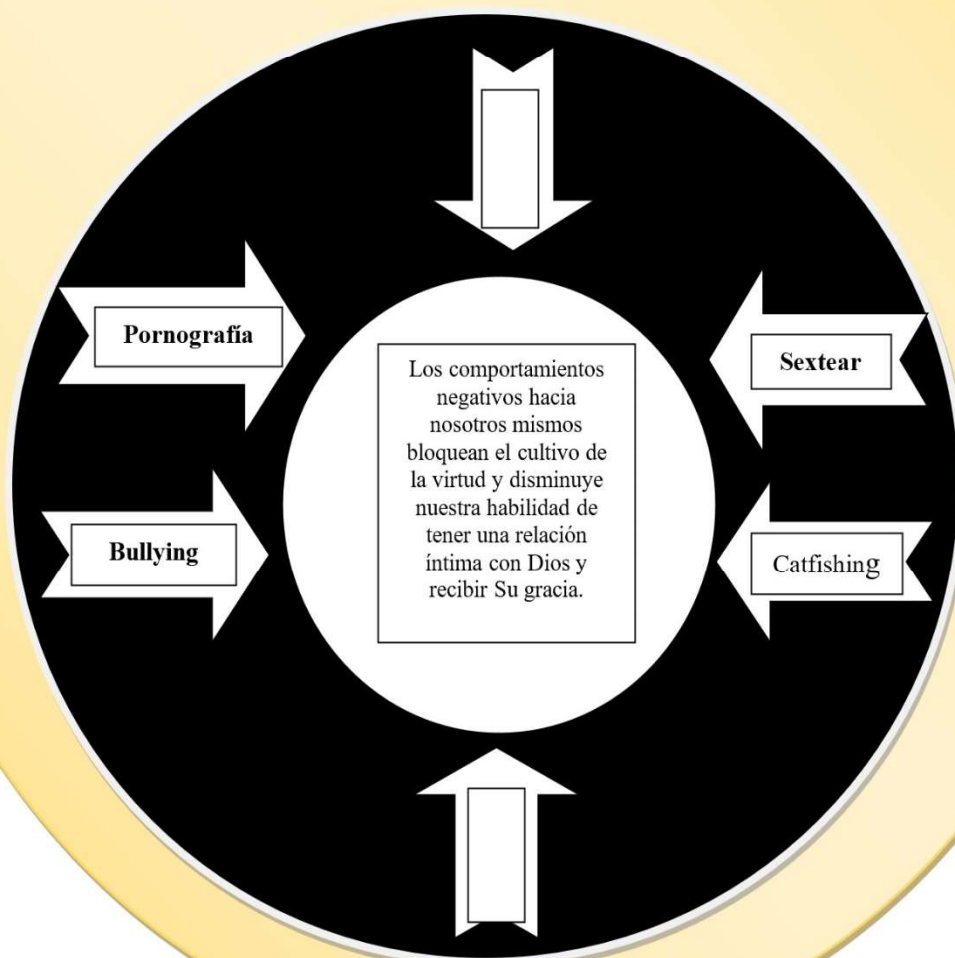 Pornografía
Sextear
Los comportamientos
negativos hacia
nosotros mismos
bloquean el cultivo de
la virtud y disminuye
nuestra habilidad de
tener una relación
íntima con Dios y
recibir Su gracia.
Bullying
Catfishing